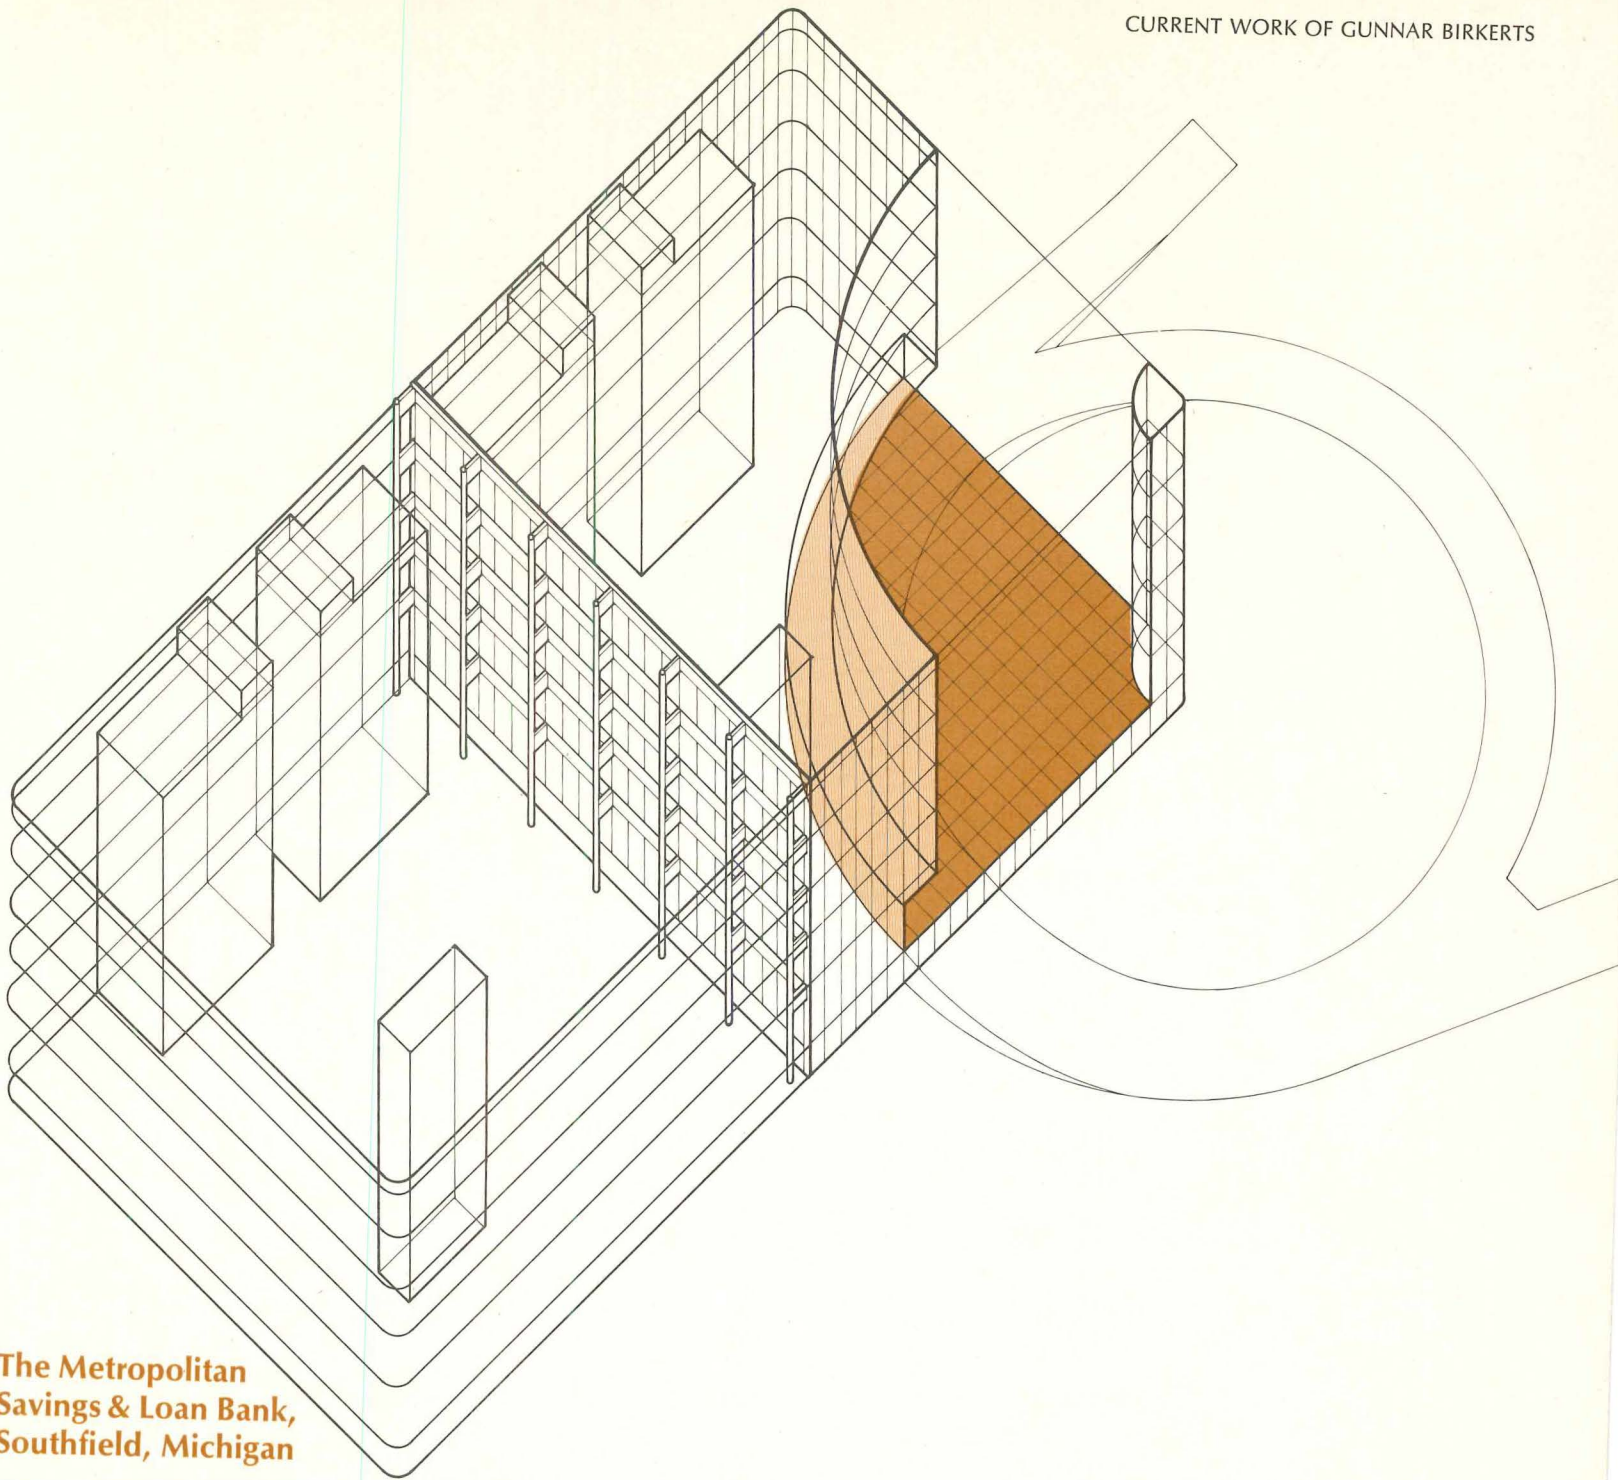 CURRENT WORK OF GUNNAR BIRKERTS
The Metropolitan
Savings & Loan Bank,
Southfield, Michigan